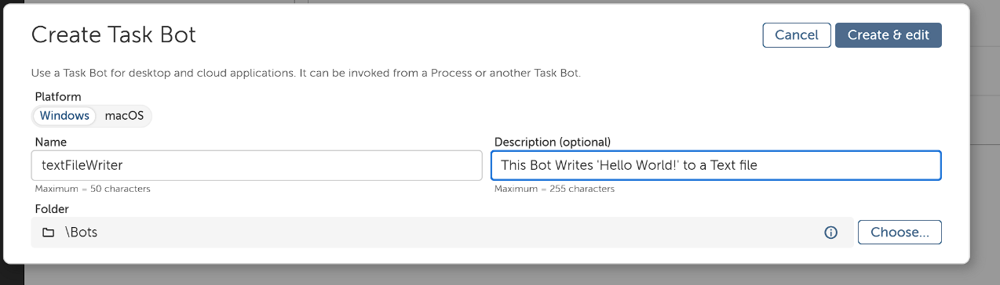 Create Task Bot
Cancel
Create & edit
Use a Task Bot for desktop and cloud applications. It can be invoked from a Process or another Task Bot.
Platform
Windows macOS
Name
textFileWriter
Maximum = 50 characters
Description (optional)
This Bot Writes 'Hello World!' to a Text file
Maximum = 255 characters
Folder
\Bots
Choose...